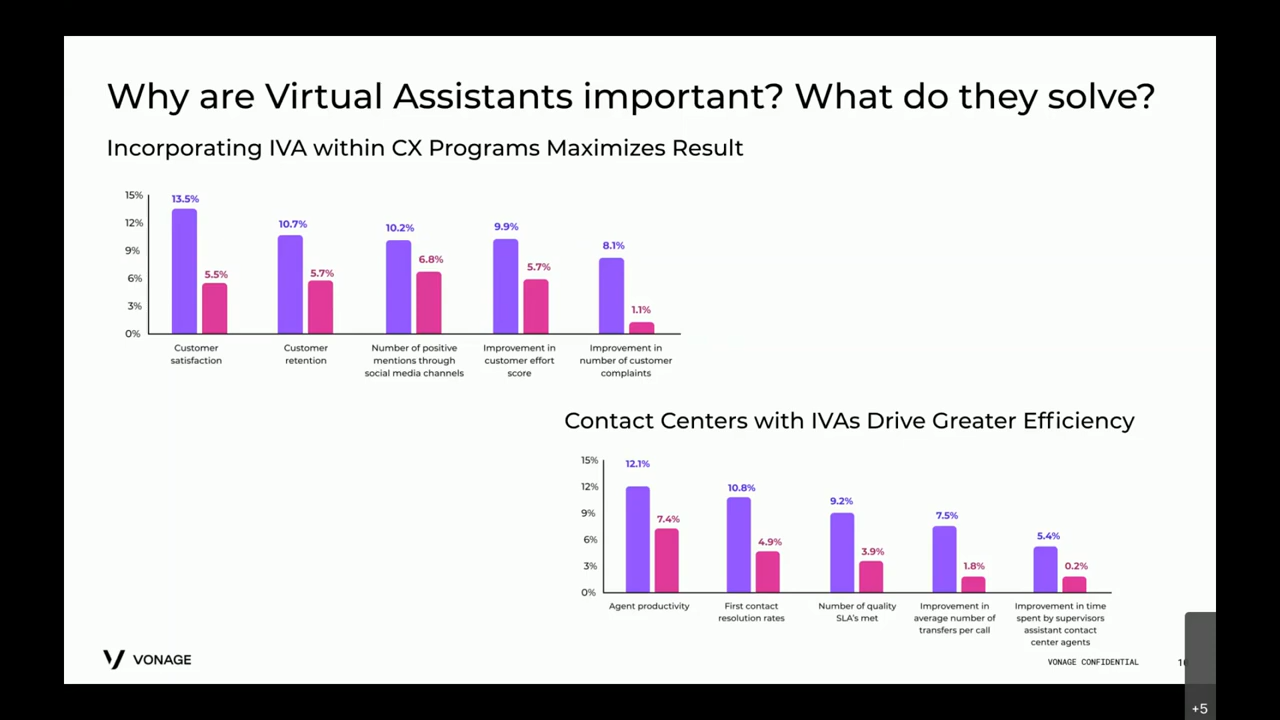 Why are Virtual Assistants important? What do they solve?
Incorporating IVA within CX Programs Maximizes Result
15%
12%
9%
6%
3%
0%
13.5%
5.5%
10.7%
5.7%
10.2%
6.8%
9.9%
5.7%
8.1%
1.1%
Customer
satisfaction
Customer
retention
Number of positive
mentions through
social media channels
Improvement in
customer effort
score
Improvement in
number of customer
complaints
Contact Centers with IVAs Drive Greater Efficiency
15%
12%
9%
6%
3%
0%
12.1%
7.4%
10.8%
4.9%
9.2%
3.9%
7.5%
1.8%
5.4%
0.2%
Agent productivity
First contact
resolution rates
Number of quality
SLA's met
Improvement in
average number of
transfers per call
Improvement in time
spent by supervisors
assistant contact
center agents
VONAGE
VONAGE CONFIDENTIAL
+5